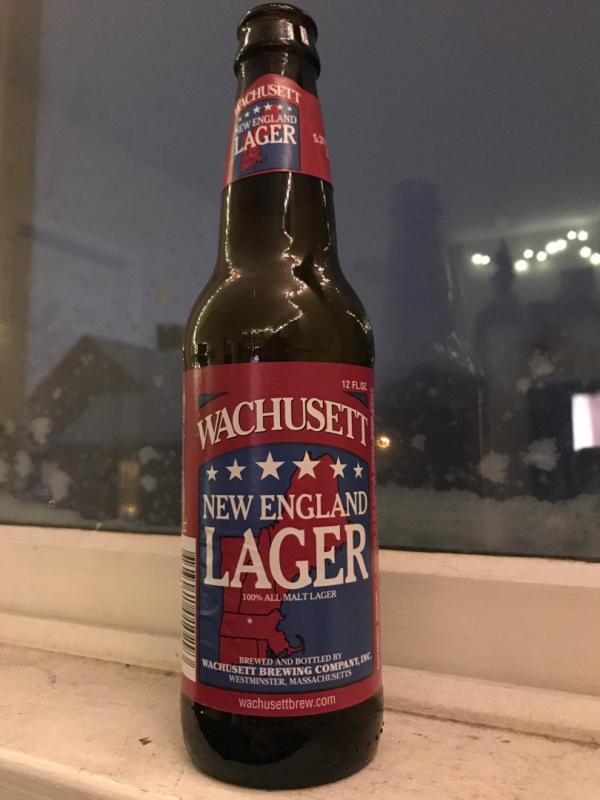 WACHUSETT
NEW ENGLAND
LAGER
12 FL.OZ.
WACHUSETT
NEW ENGLAND
LAGER
100% ALL MALT LAGER
BREWED AND BOTTLED BY
WACHUSETT BREWING COMPANY, INC.
WESTMINSTER, MASSACHUSETTS
wachusettbrew.com